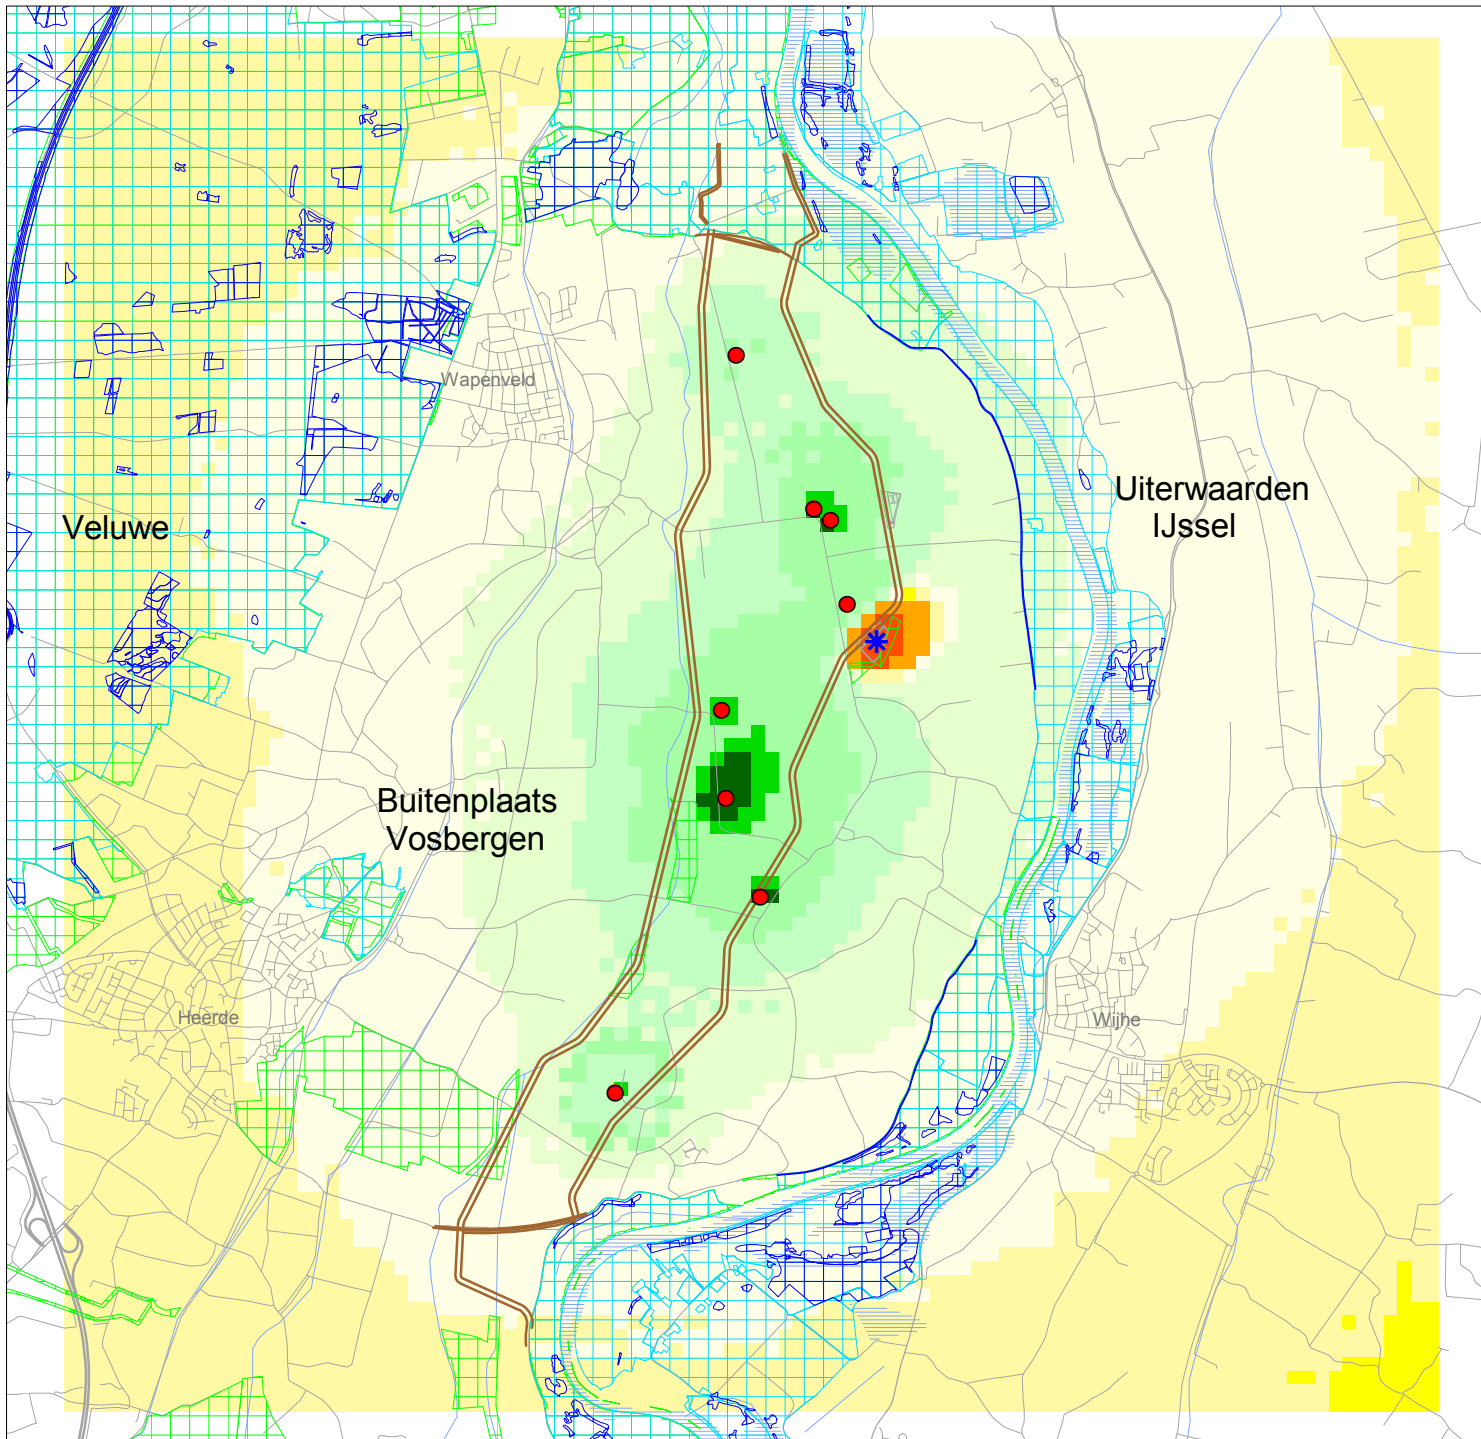 Wapenveld
Veluwe
Uiterwaarden
IJssel
Buitenplaats
Vosbergen
Heerde
Wijhe